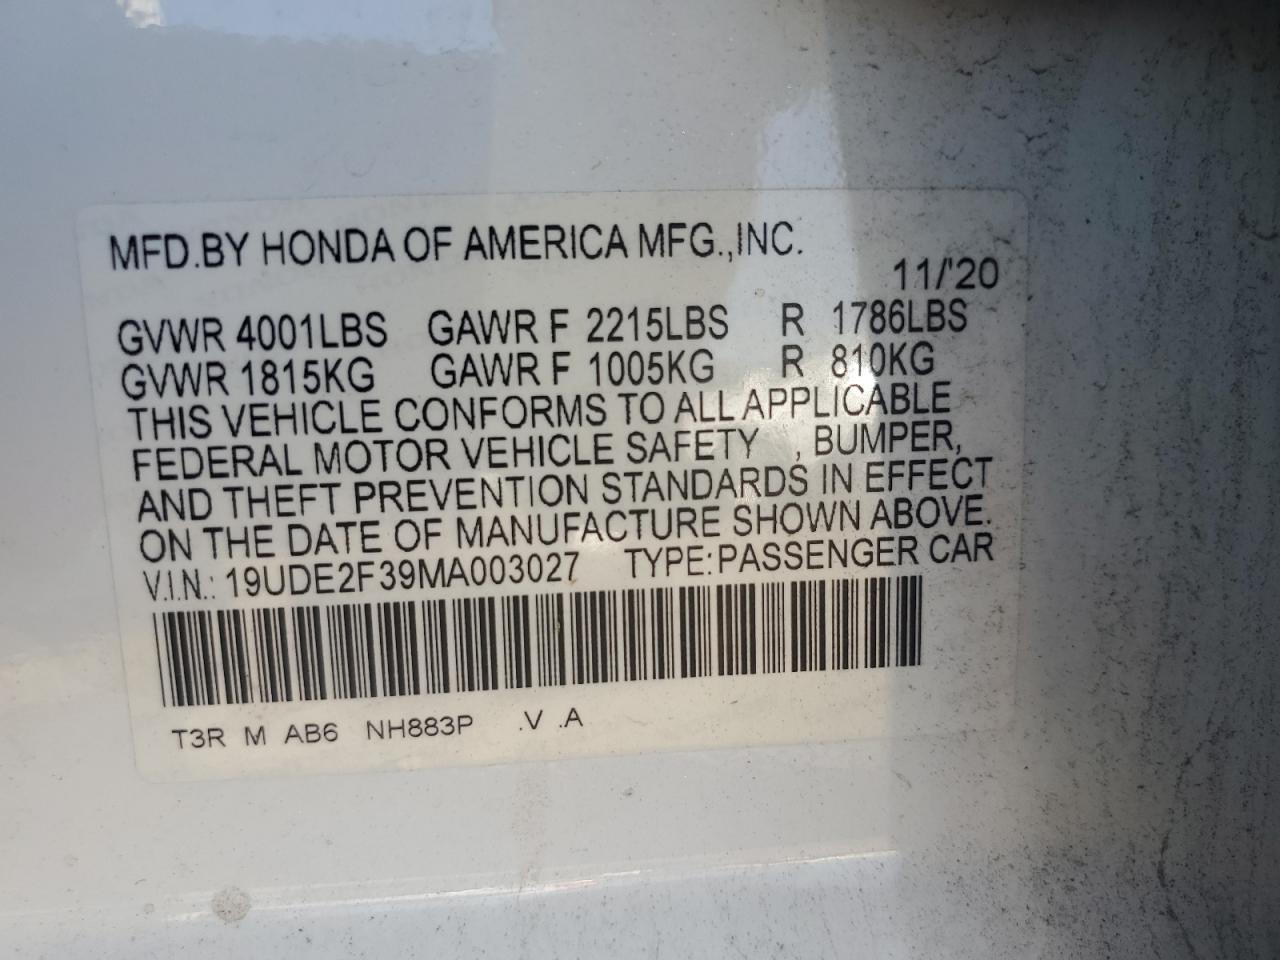 MFD.BY HONDA OF AMERICA MFG.,INC.
11/'20
GVWR 4001LBS GAWR F 2215LBS R 1786LBS
GVWR 1815KG GAWR F 1005KG R 810KG
THIS VEHICLE CONFORMS TO ALL APPLICABLE
FEDERAL MOTOR VEHICLE SAFETY , BUMPER,
AND THEFT PREVENTION STANDARDS IN EFFECT
ON THE DATE OF MANUFACTURE SHOWN ABOVE.
V.I.N.: 19UDE2F39MA003027 TYPE:PASSENGER CAR
T3R M AB6 NH883P .V .A